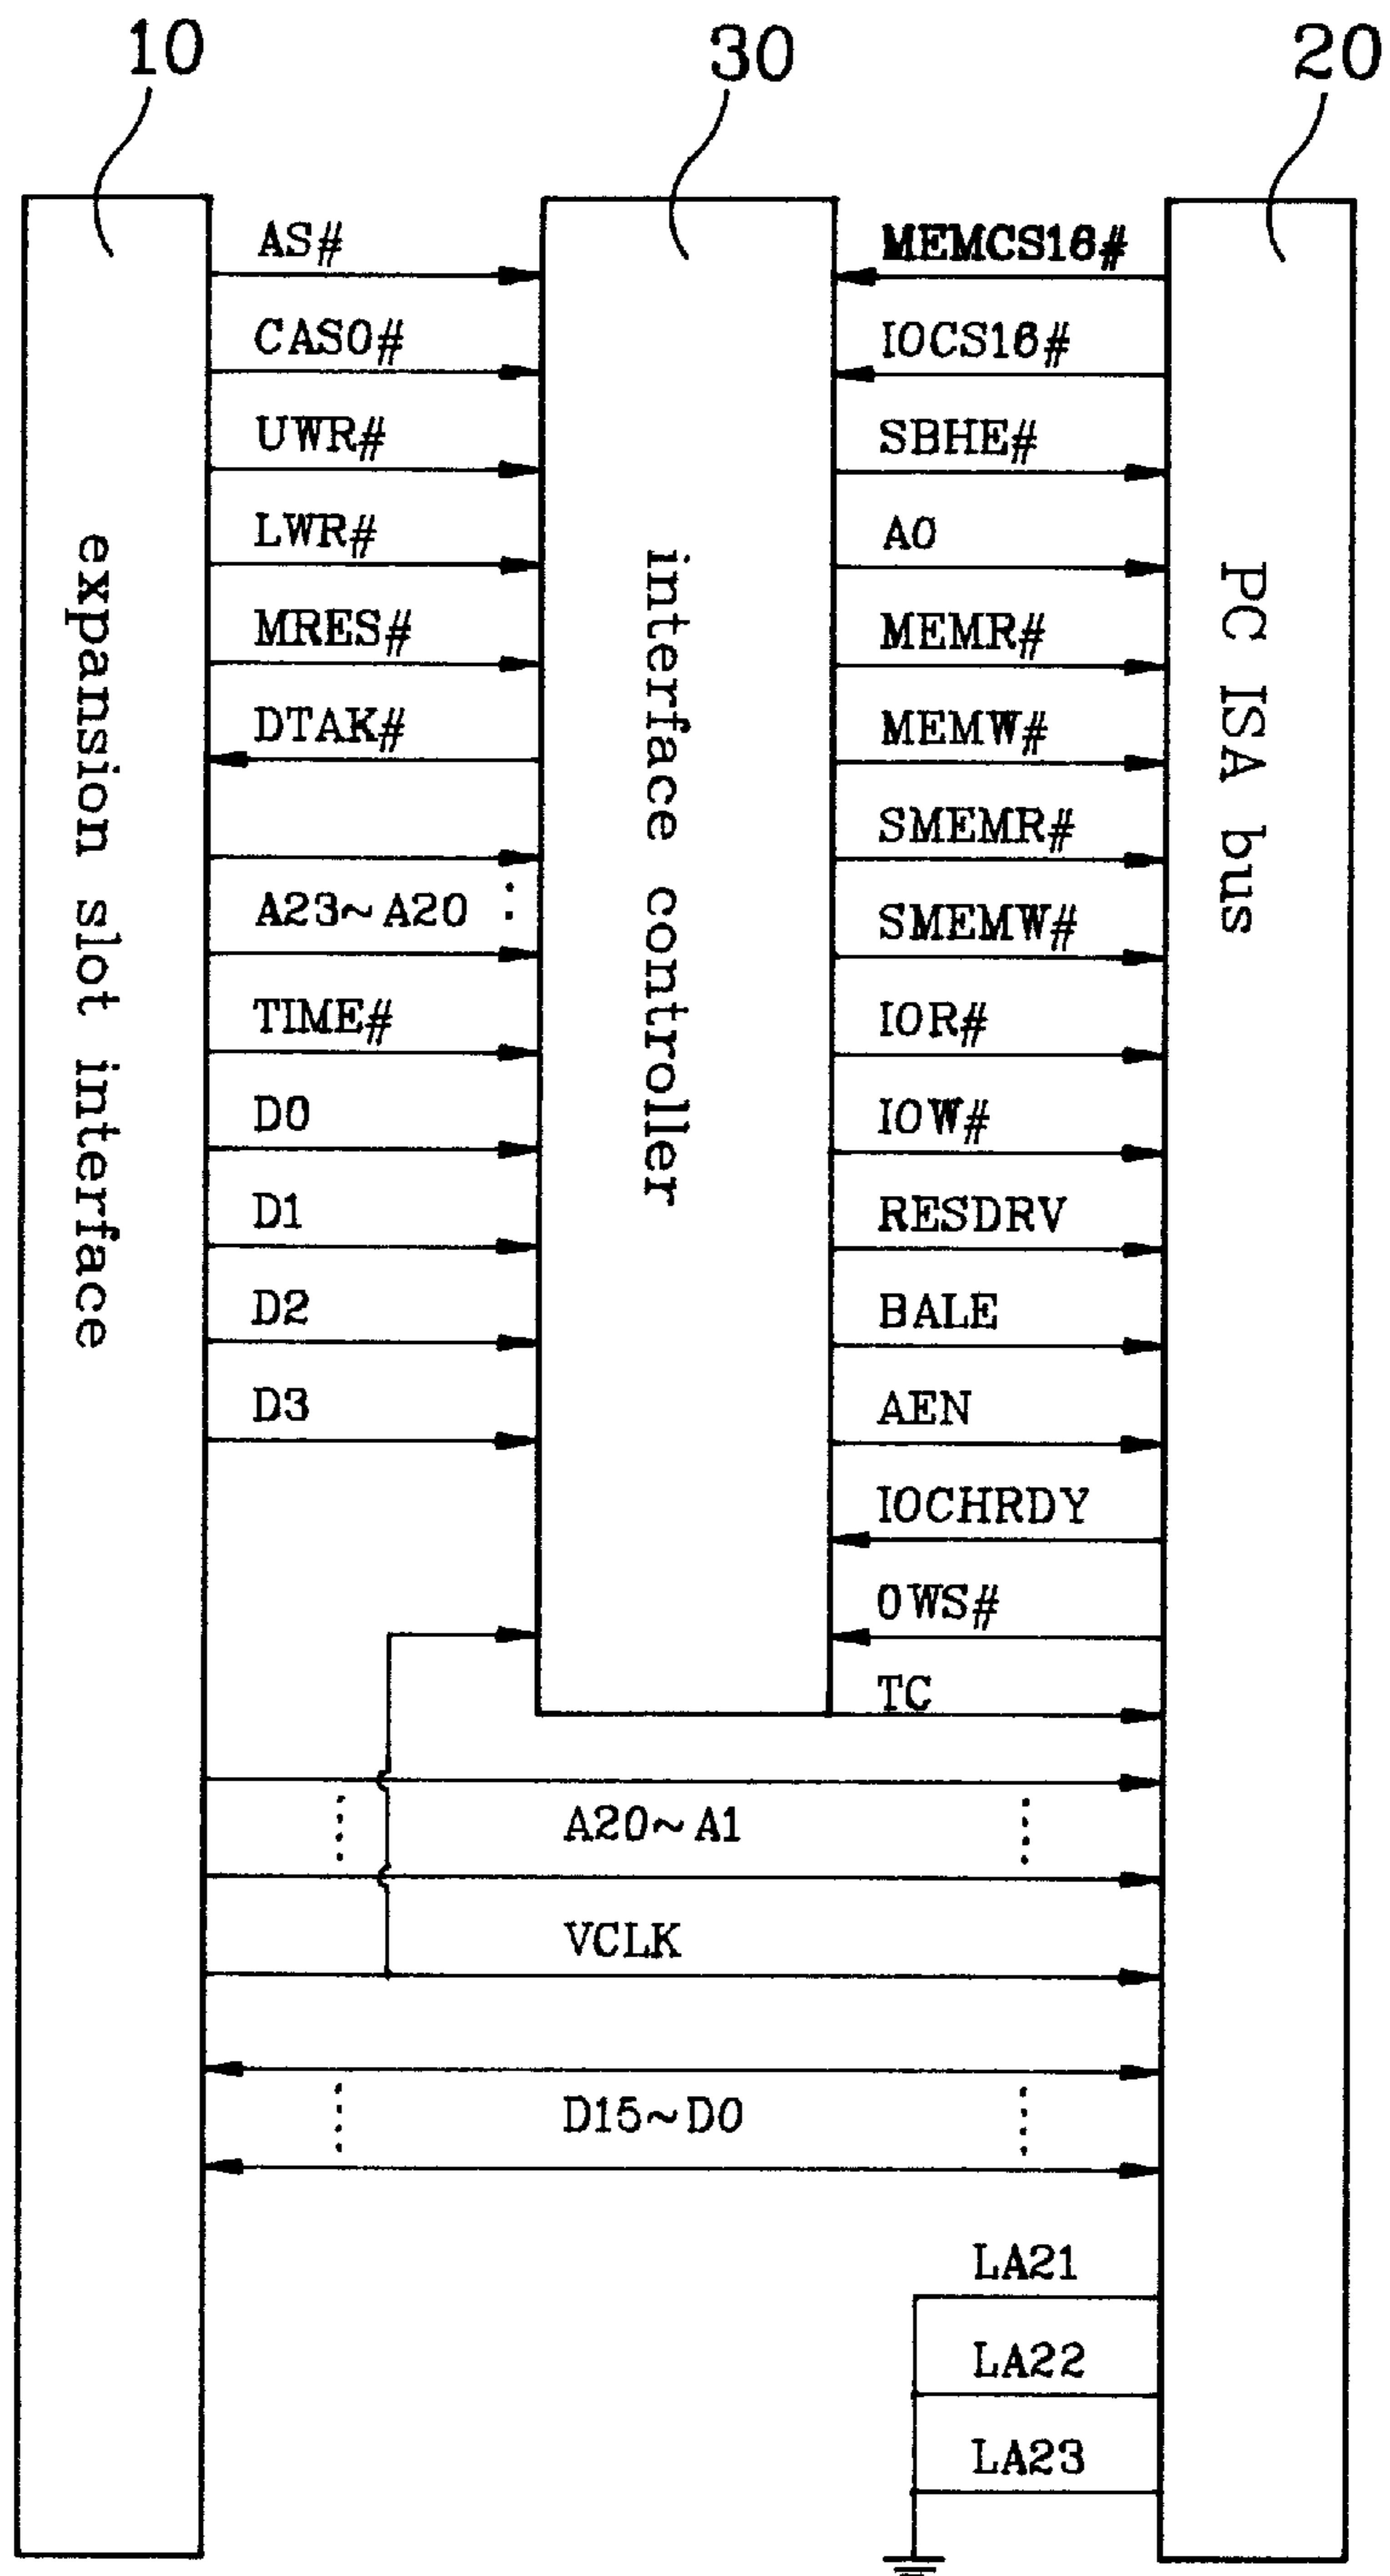 10
30
20
AS#
CAS0#
UWR#
LWR#
MRES#
DTAK#
A23~A20
TIME#
D0
D1
D2
D3
MEMCS16#
IOCS16#
SBHE#
A0
MEMR#
MEMW#
SMEMR#
SMEMW#
IOR#
IOW#
RESDRV
BALE
AEN
IOCHRDY
0WS#
TC
expansion slot interface
interface controller
PC ISA bus
A20~A1
VCLK
D15~D0
LA21
LA22
LA23